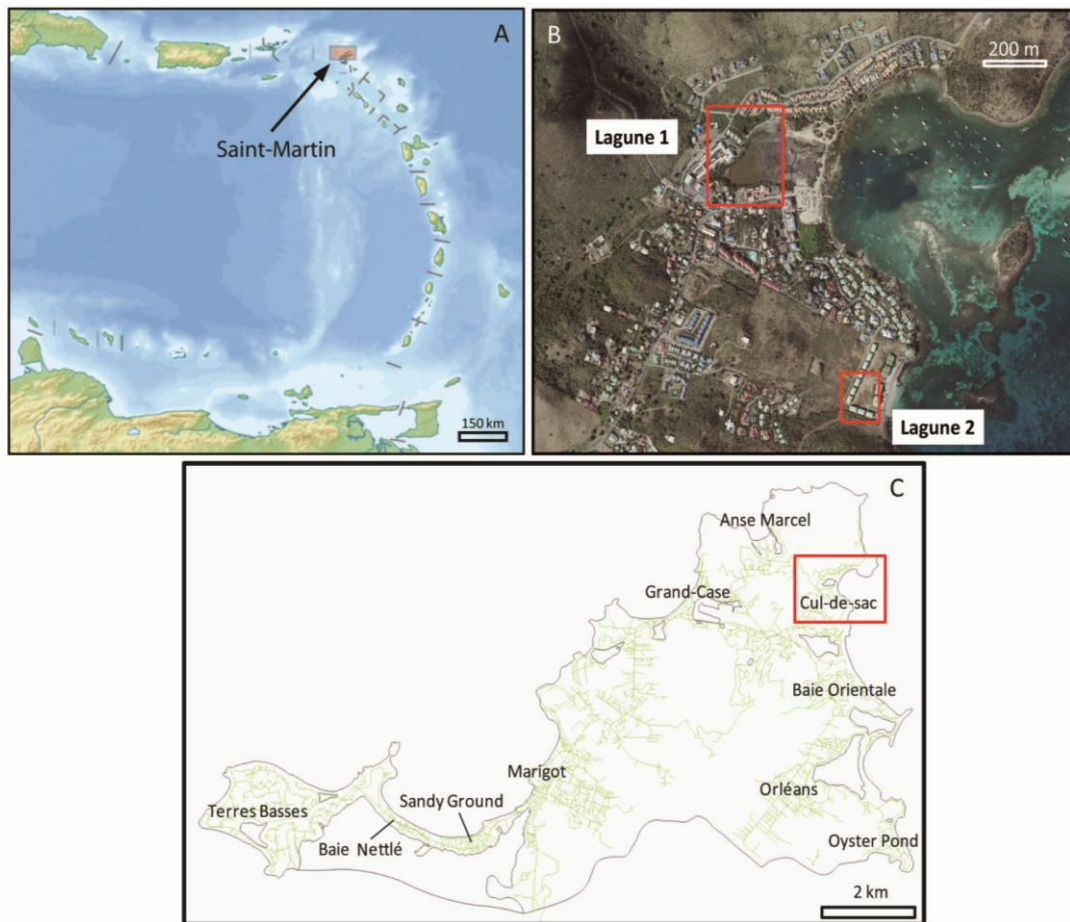 A
Saint-Martin
150 km
B
200 m
Lagune 1
Lagune 2
C
Anse Marcel
Grand-Case
Cul-de-sac
Baie Orientale
Marigot
Orléans
Sandy Ground
Terres Basses
Baie Nettlé
Oyster Pond
2 km